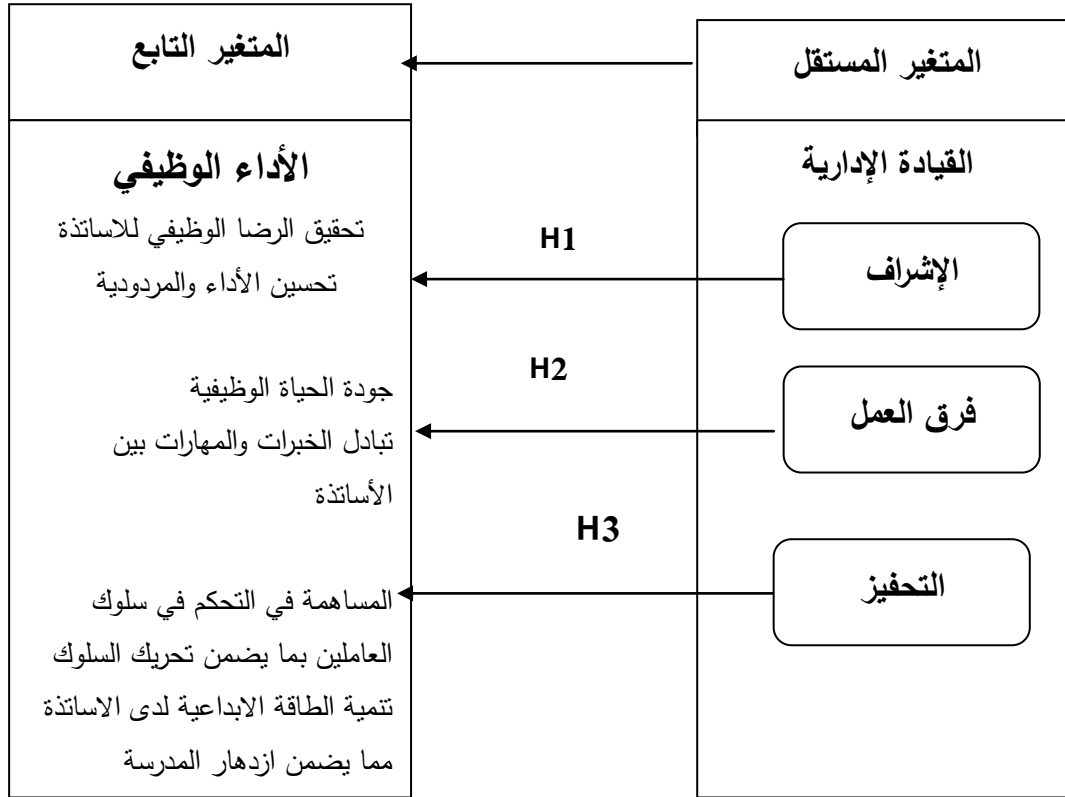 المتغير المستقل
القيادة الإدارية
الإشراف
فرق العمل
التحفيز
H1
H2
H3
المتغير التابع
الأداء الوظيفي
تحقيق الرضا الوظيفي للاساتذة
تحسين الأداء والمردودية
جودة الحياة الوظيفية
تبادل الخبرات والمهارات بين
الأساتذة
المساهمة في التحكم في سلوك
العاملين بما يضمن تحريك السلوك
تنمية الطاقة الابداعية لدى الاساتذة
مما يضمن ازدهار المدرسة